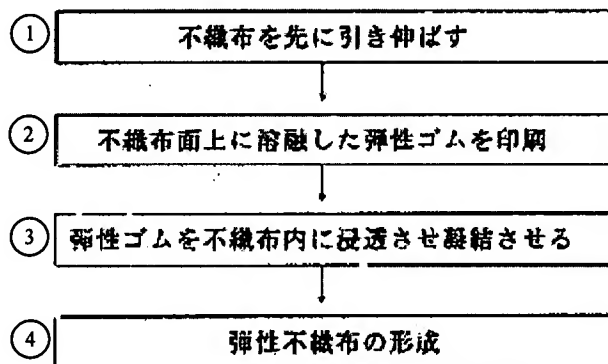 ① 不織布を先に引き伸ばす
② 不織布面上に溶融した弾性ゴムを印刷
③ 弾性ゴムを不織布内に浸透させ凝結させる
④ 弾性不織布の形成